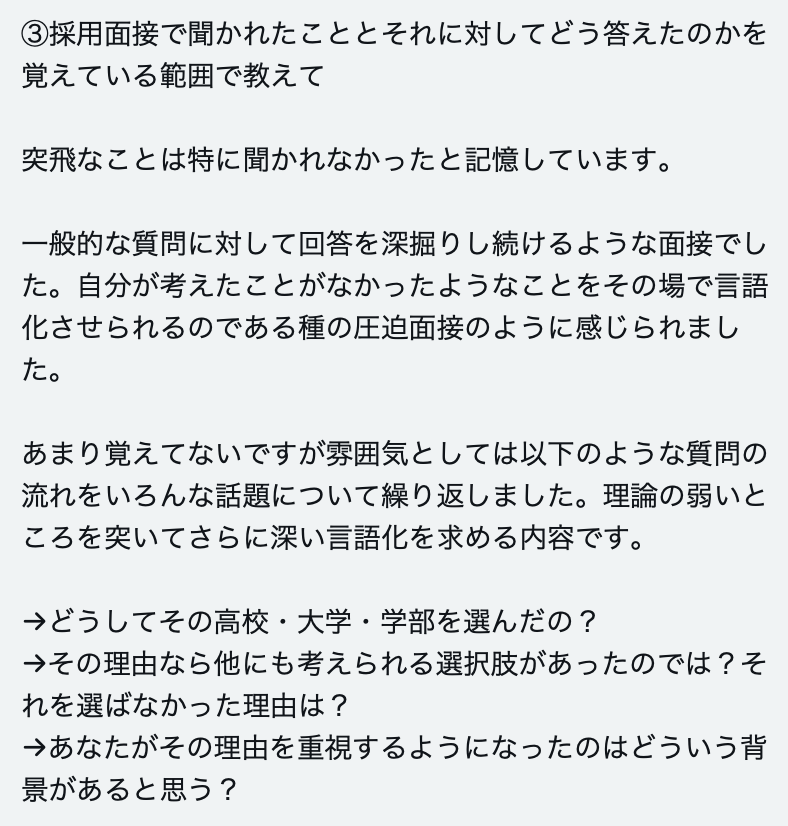 ③採用面接で聞かれたこととそれに対してどう答えたのかを
覚えている範囲で教えて
突飛なことは特に聞かれなかったと記憶しています。
一般的な質問に対して回答を深掘りし続けるような面接でし
た。自分が考えたことがなかったようなことをその場で言語
化させられるのである種の圧迫面接のように感じられまし
た。
あまり覚えてないですが雰囲気としては以下のような質問の
流れをいろんな話題について繰り返しました。理論の弱いと
ころを突いてさらに深い言語化を求める内容です。
→どうしてその高校・大学・学部を選んだの？
→その理由なら他にも考えられる選択肢があったのでは？そ
れを選ばなかった理由は？
→あなたがその理由を重視するようになったのはどういう背
景があると思う？